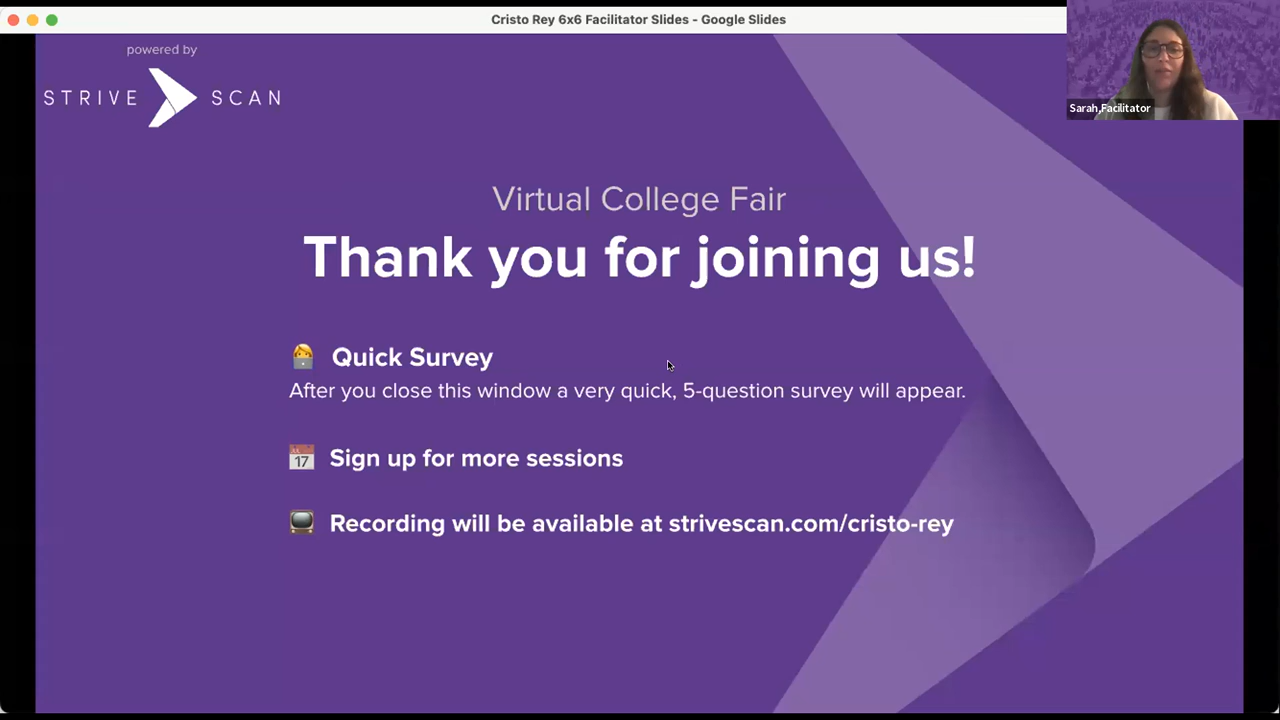 Cristo Rey 6x6 Facilitator Slides - Google Slides
powered by
STRIVE SCAN
Sarah,Facilitator
Virtual College Fair
Thank you for joining us!
Quick Survey
After you close this window a very quick, 5-question survey will appear.
17 Sign up for more sessions
Recording will be available at strivescan.com/cristo-rey